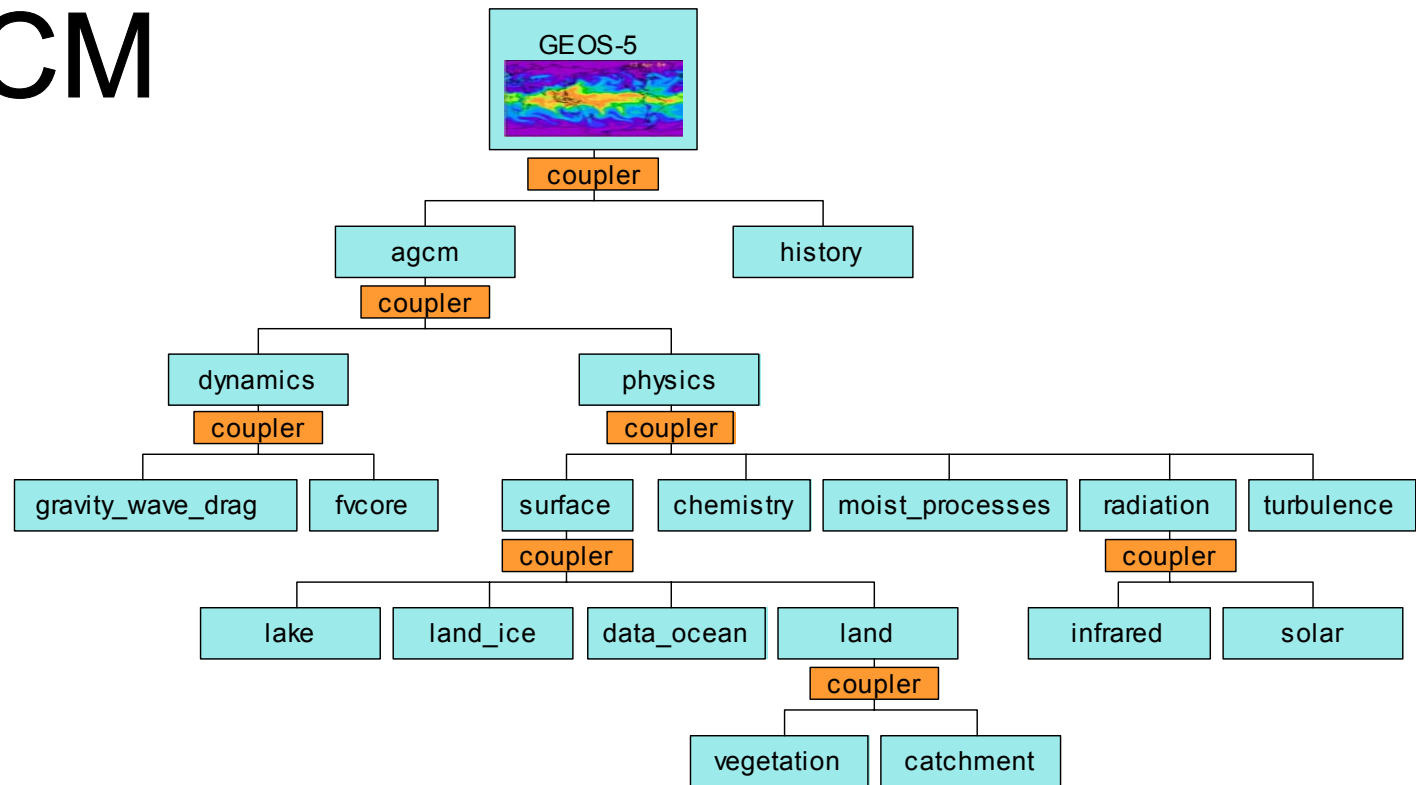 CM
GEOS-5
coupler
agcm
history
coupler
dynamics
physics
coupler
coupler
gravity_wave_drag
fvcore
surface
chemistry
moist_processes
radiation
turbulence
coupler
coupler
lake
land_ice
data_ocean
land
infrared
solar
coupler
vegetation
catchment